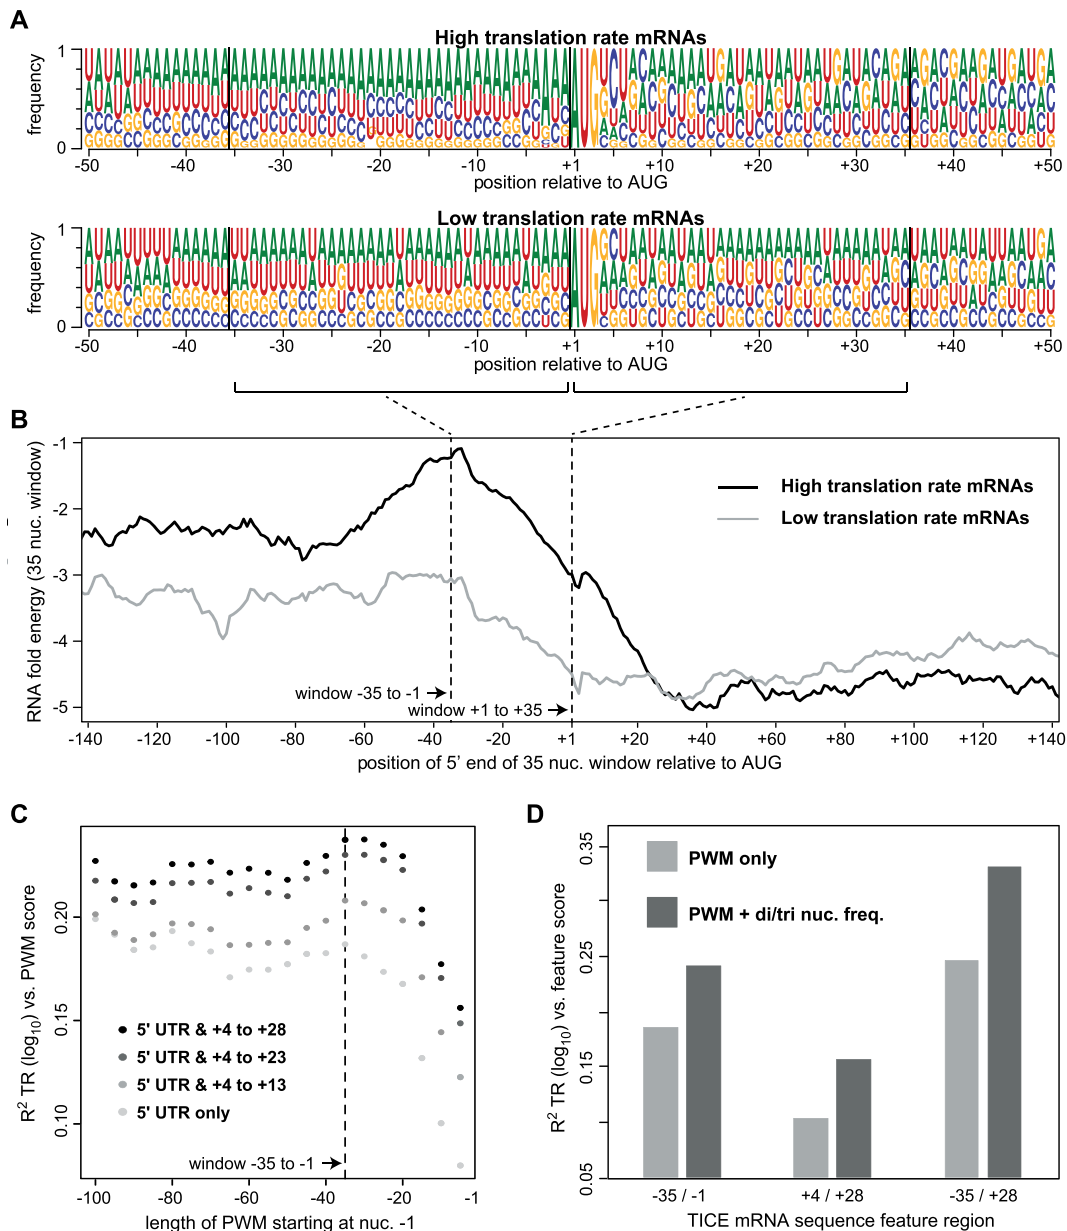 A
High translation rate mRNAs
frequency
1
0
-50 -40 -30 -20 -10 +1 +10 +20 +30 +40 +50
position relative to AUG
Low translation rate mRNAs
frequency
1
0
-50 -40 -30 -20 -10 +1 +10 +20 +30 +40 +50
position relative to AUG
B
RNA fold energy (35 nuc. window)
-1
-2
-3
-4
-5
High translation rate mRNAs
Low translation rate mRNAs
window -35 to -1
window +1 to +35
-140 -120 -100 -80 -60 -40 -20 +1 +20 +40 +60 +80 +100 +120 +140
position of 5' end of 35 nuc. window relative to AUG
C
R2 TR (log10) vs. PWM score
0.20
0.15
0.10
5' UTR & +4 to +28
5' UTR & +4 to +23
5' UTR & +4 to +13
5' UTR only
window -35 to -1
-100 -80 -60 -40 -20 -1
length of PWM starting at nuc. -1
D
R2 TR (log10) vs. feature score
0.35
0.25
0.15
0.05
PWM only
PWM + di/tri nuc. freq.
-35 / -1 +4 / +28 -35 / +28
TICE mRNA sequence feature region